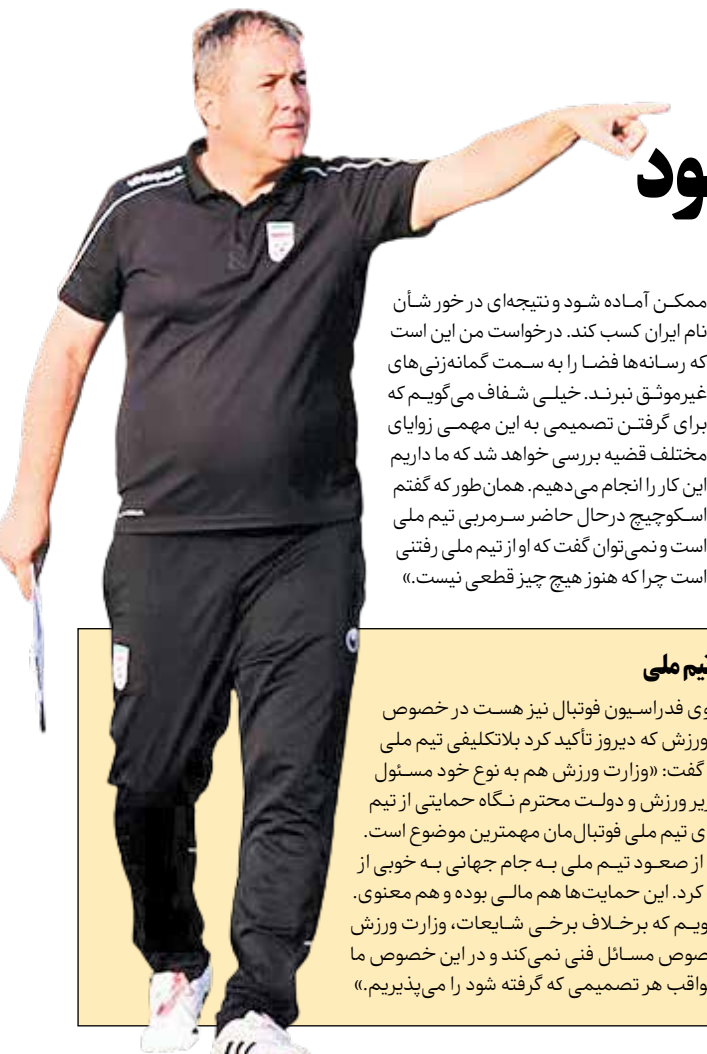 ـود
ممکـن آمـاده شـود و نتیجه‌ای در خور شـأن
نام ایران کسب کند. درخواست من این است
که رسـانه‌ها فضـا را به سـمت گمانه‌زنی‌های
غیرموثـق نبرنـد. خیلـی شـفاف می‌گویـم که
برای گرفتـن تصمیمی به این مهمـی زوایای
مختلف قضیه بررسی خواهد شد که ما داریم
این کار را انجام می‌دهیم. همان‌طور که گفتم
اسـکوچیچ درحال حاضر سـرمربی تیم ملی
است و نمی‌توان گفت که او از تیم ملی رفتنی
است چرا که هنوز هیچ چیز قطعی نیست.»
تیم ملی
وی فدراسـیون فوتبال نیز هسـت در خصوص
ورزش که دیروز تأکید کرد بلاتکلیفی تیم ملی
گفت: «وزارت ورزش هم به نوع خود مسـئول
یر ورزش و دولـت محترم نـگاه حمایتی از تیم
ی تیم ملی فوتبال‌مان مهمترین موضوع است.
از صعـود تیـم ملی بـه جام جهانی بـه خوبی از
کرد. این حمایت‌ها هم مالـی بوده و هم معنوی.
ویـم که برخـلاف برخـی شـایعات، وزارت ورزش
صوص مسـائل فنی نمی‌کند و در این خصوص ما
واقب هر تصمیمی که گرفته شود را می‌پذیریم.»